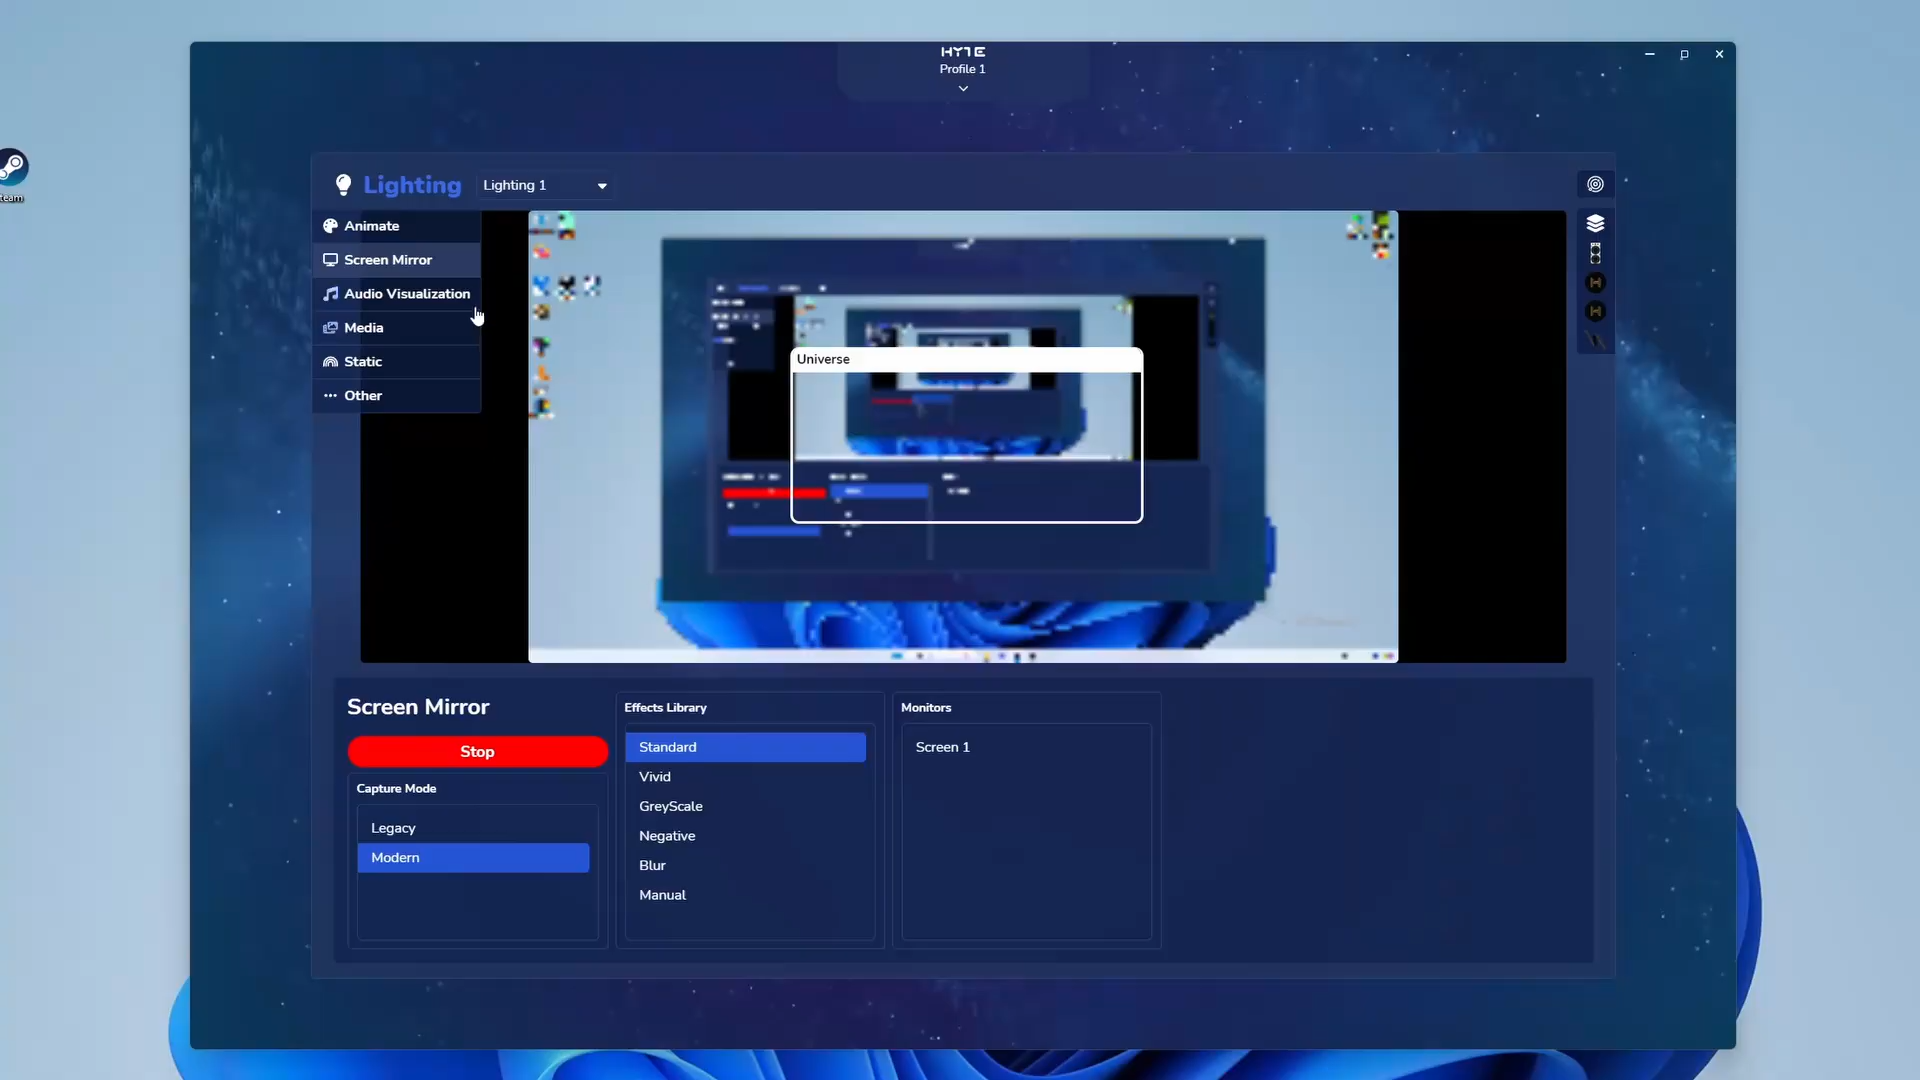 HYTE
Profile 1
Lighting
Lighting 1
Animate
Screen Mirror
Audio Visualization
Media
Static
Other
Universe
Screen Mirror
Stop
Capture Mode
Legacy
Modern
Effects Library
Standard
Vivid
GreyScale
Negative
Blur
Manual
Monitors
Screen 1
team